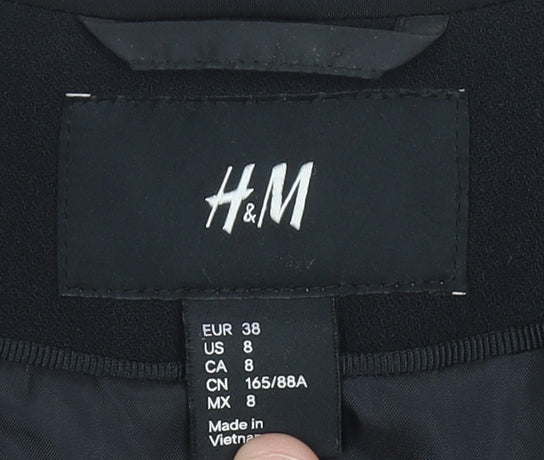 H&M
EUR 38
US 8
CA 8
CN 165/88A
MX 8
Made in